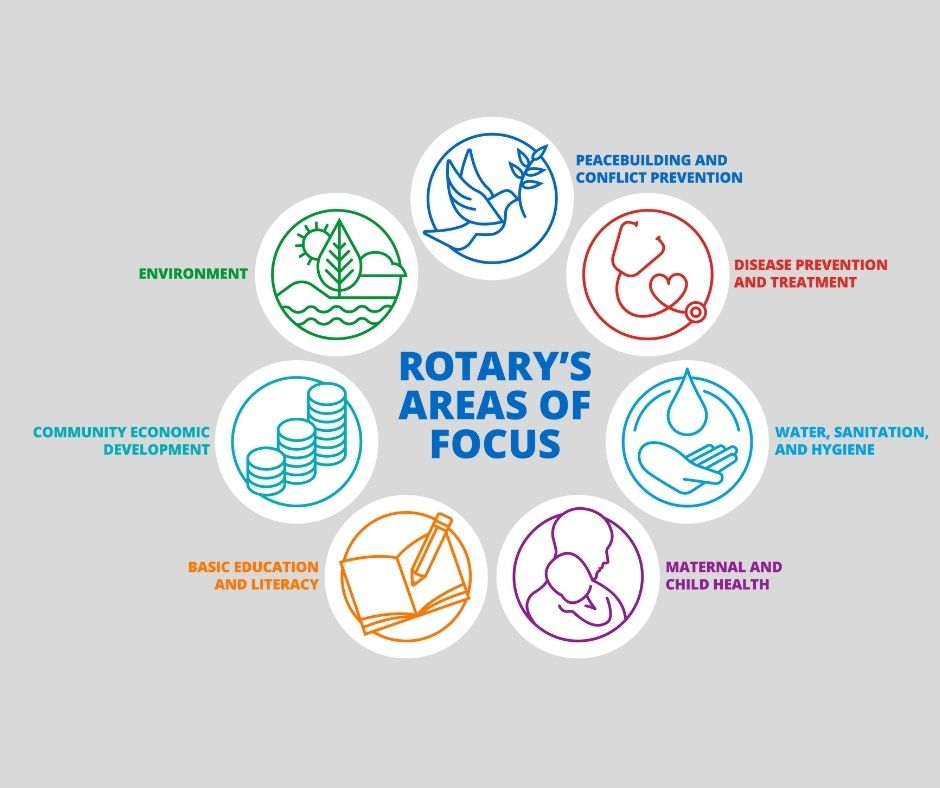 PEACEBUILDING AND
CONFLICT PREVENTION
DISEASE PREVENTION
AND TREATMENT
ENVIRONMENT
ROTARY’S
AREAS OF
FOCUS
COMMUNITY ECONOMIC
DEVELOPMENT
WATER, SANITATION,
AND HYGIENE
BASIC EDUCATION
AND LITERACY
MATERNAL AND
CHILD HEALTH